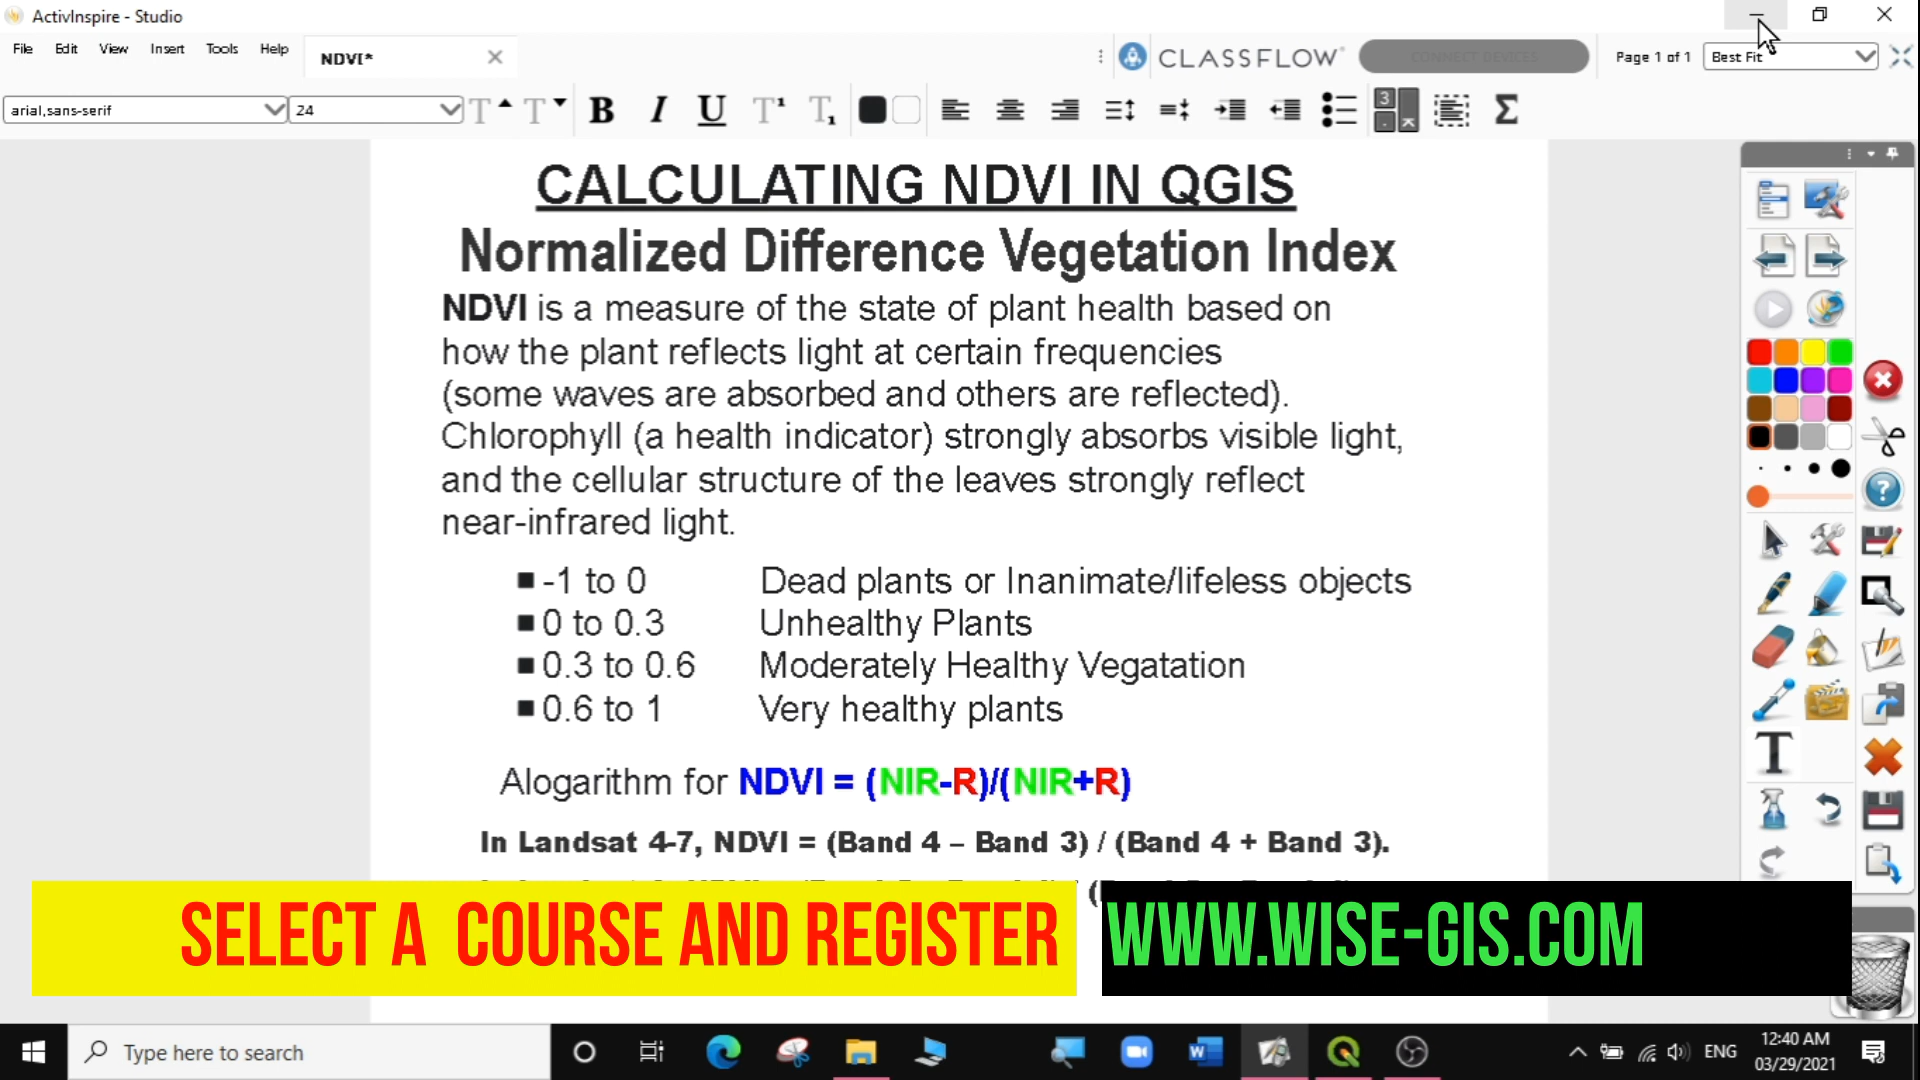 ActivInspire - Studio
File Edit View Insert Tools Help
NDVI*
CLASSFLOW
Page 1 of 1
Best Fit
arial,sans-serif
24
CALCULATING NDVI IN QGIS
Normalized Difference Vegetation Index
NDVI is a measure of the state of plant health based on
how the plant reflects light at certain frequencies
(some waves are absorbed and others are reflected).
Chlorophyll (a health indicator) strongly absorbs visible light,
and the cellular structure of the leaves strongly reflect
near-infrared light.
-1 to 0 Dead plants or Inanimate/lifeless objects
0 to 0.3 Unhealthy Plants
0.3 to 0.6 Moderately Healthy Vegatation
0.6 to 1 Very healthy plants
Alogarithm for NDVI = (NIR-R)/(NIR+R)
In Landsat 4-7, NDVI = (Band 4 – Band 3) / (Band 4 + Band 3).
SELECT A COURSE AND REGISTER WWW.WISE-GIS.COM
Type here to search
ENG
12:40 AM
03/29/2021